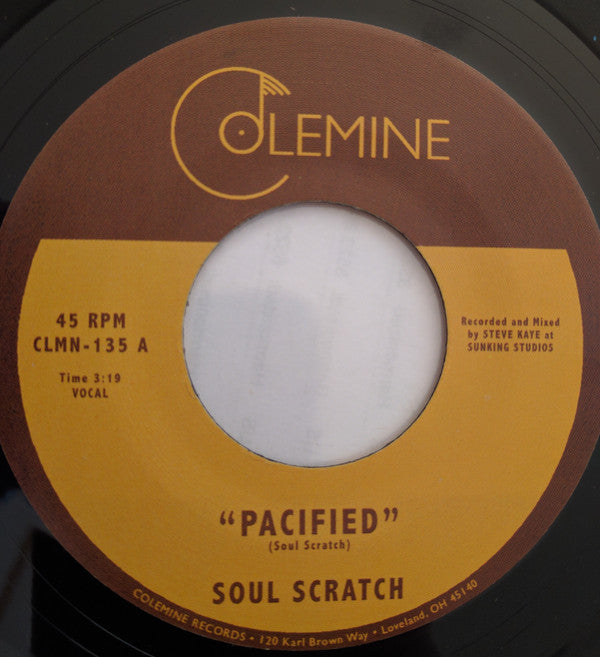 COLEMINE
45 RPM
CLMN-135 A
Time 3:19
VOCAL
Recorded and Mixed
by STEVE KAYE at
SUNKING STUDIOS
"PACIFIED"
(Soul Scratch)
SOUL SCRATCH
COLEMINE RECORDS • 120 Karl Brown Way • Loveland, OH 45140